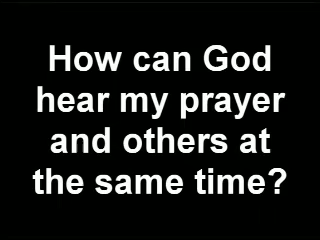 How can God
hear my prayer
and others at
the same time?